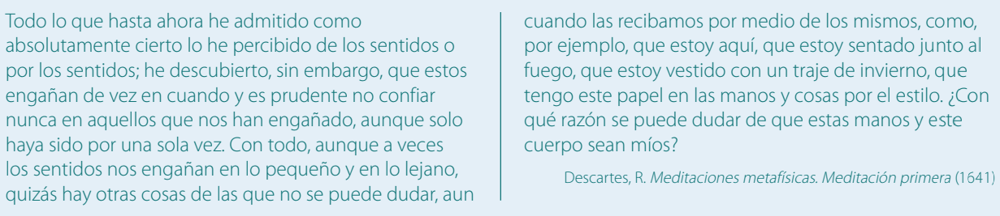 Todo lo que hasta ahora he admitido como
absolutamente cierto lo he percibido de los sentidos o
por los sentidos; he descubierto, sin embargo, que estos
engañan de vez en cuando y es prudente no confiar
nunca en aquellos que nos han engañado, aunque solo
haya sido por una sola vez. Con todo, aunque a veces
los sentidos nos engañan en lo pequeño y en lo lejano,
quizás hay otras cosas de las que no se puede dudar, aun
cuando las recibamos por medio de los mismos, como,
por ejemplo, que estoy aquí, que estoy sentado junto al
fuego, que estoy vestido con un traje de invierno, que
tengo este papel en las manos y cosas por el estilo. ¿Con
qué razón se puede dudar de que estas manos y este
cuerpo sean míos?
Descartes, R. Meditaciones metafísicas. Meditación primera (1641)